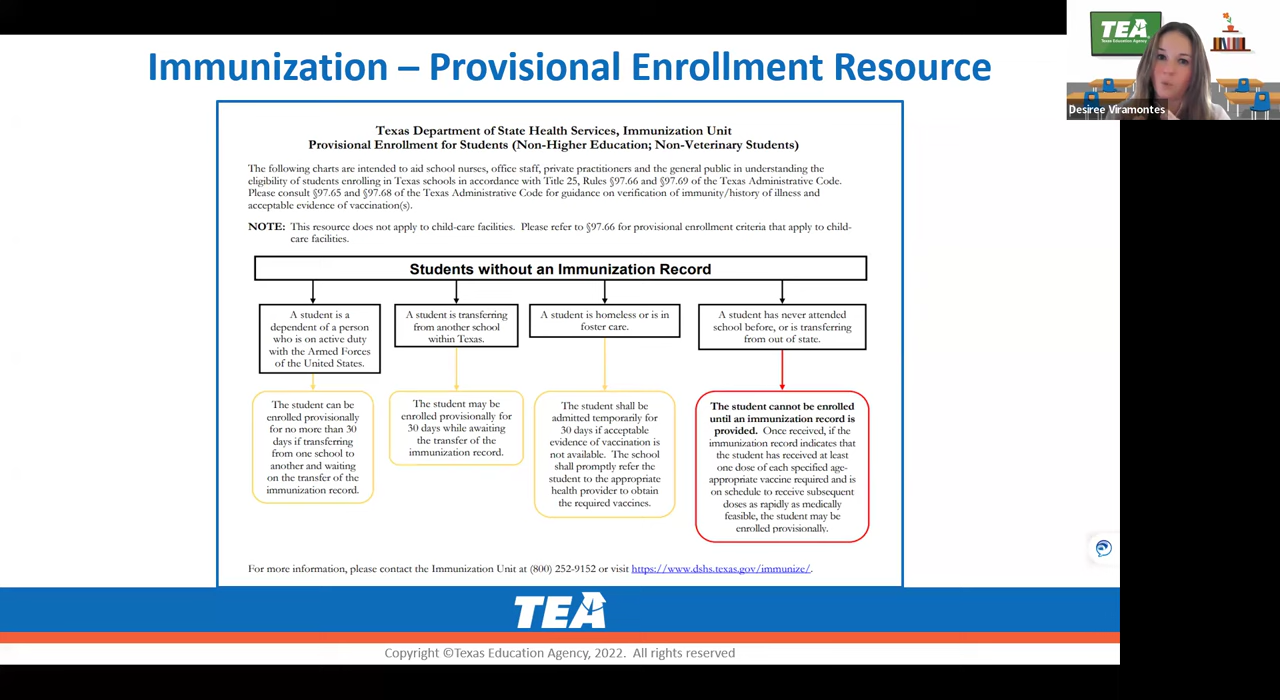 Immunization – Provisional Enrollment Resource
TEA
Texas Education Agency
Desiree Viramontes
Texas Department of State Health Services, Immunization Unit
Provisional Enrollment for Students (Non-Higher Education; Non-Veterinary Students)
The following charts are intended to aid school nurses, office staff, private practitioners and the general public in understanding the
eligibility of students enrolling in Texas schools in accordance with Title 25, Rules §97.66 and §97.69 of the Texas Administrative Code.
Please consult §97.65 and §97.68 of the Texas Administrative Code for guidance on verification of immunity/history of illness and
acceptable evidence of vaccination(s).
NOTE: This resource does not apply to child-care facilities. Please refer to §97.66 for provisional enrollment criteria that apply to child-
care facilities.
Students without an Immunization Record
A student is a
dependent of a person
who is on active duty
with the Armed Forces
of the United States.
A student is transferring
from another school
within Texas.
A student is homeless or is in
foster care.
A student has never attended
school before, or is transferring
from out of state.
The student can be
enrolled provisionally
for no more than 30
days if transferring
from one school to
another and waiting
on the transfer of the
immunization record.
The student may be
enrolled provisionally for
30 days while awaiting
the transfer of the
immunization record.
The student shall be
admitted temporarily for
30 days if acceptable
evidence of vaccination is
not available. The school
shall promptly refer the
student to the appropriate
health provider to obtain
the required vaccines.
The student cannot be enrolled
until an immunization record is
provided. Once received, if the
immunization record indicates that
the student has received at least
one dose of each specified age-
appropriate vaccine required and is
on schedule to receive subsequent
doses as rapidly as medically
feasible, the student may be
enrolled provisionally.
For more information, please contact the Immunization Unit at (800) 252-9152 or visit https://www.dshs.texas.gov/immunize/.
TEA
Copyright ©Texas Education Agency, 2022. All rights reserved